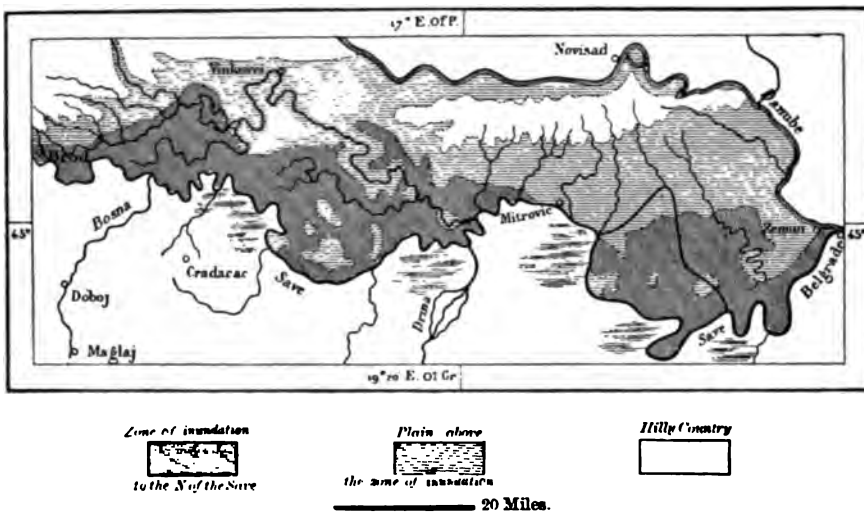 17° E. Of P.
Novisad
Vinkovci
Danube
Brod
Bosna
Mitrovic
Zemun
45°
45°
Gradacac
Save
Belgrade
Doboj
Drina
Save
Maglaj
19°20 E. Of Gr
Zone of inundation
to the N of the Save
Plain above
the zone of inundation
Hilly Country
20 Miles.